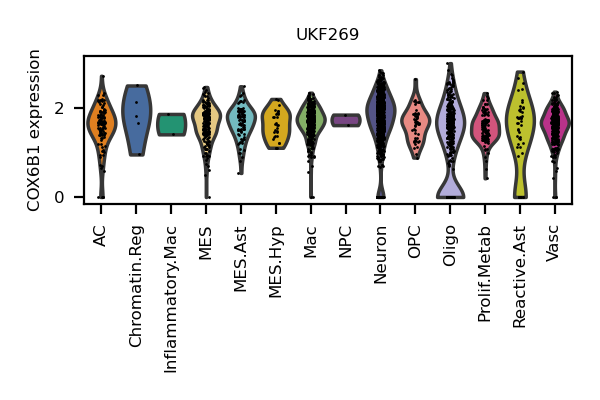 UKF269
COX6B1 expression
2
0
AC
Chromatin.Reg
Inflammatory.Mac
MES
MES.Ast
MES.Hyp
Mac
NPC
Neuron
OPC
Oligo
Prolif.Metab
Reactive.Ast
Vasc